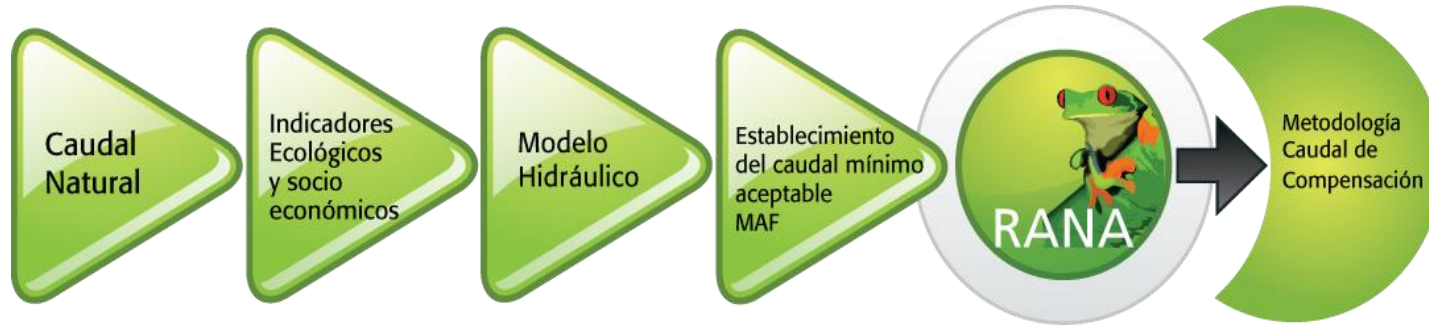 Caudal
Natural
Indicadores
Ecológicos
y socio
económicos
Modelo
Hidráulico
Establecimiento
del caudal mínimo
aceptable
MAF
RANA
Metodología
Caudal de
Compensación